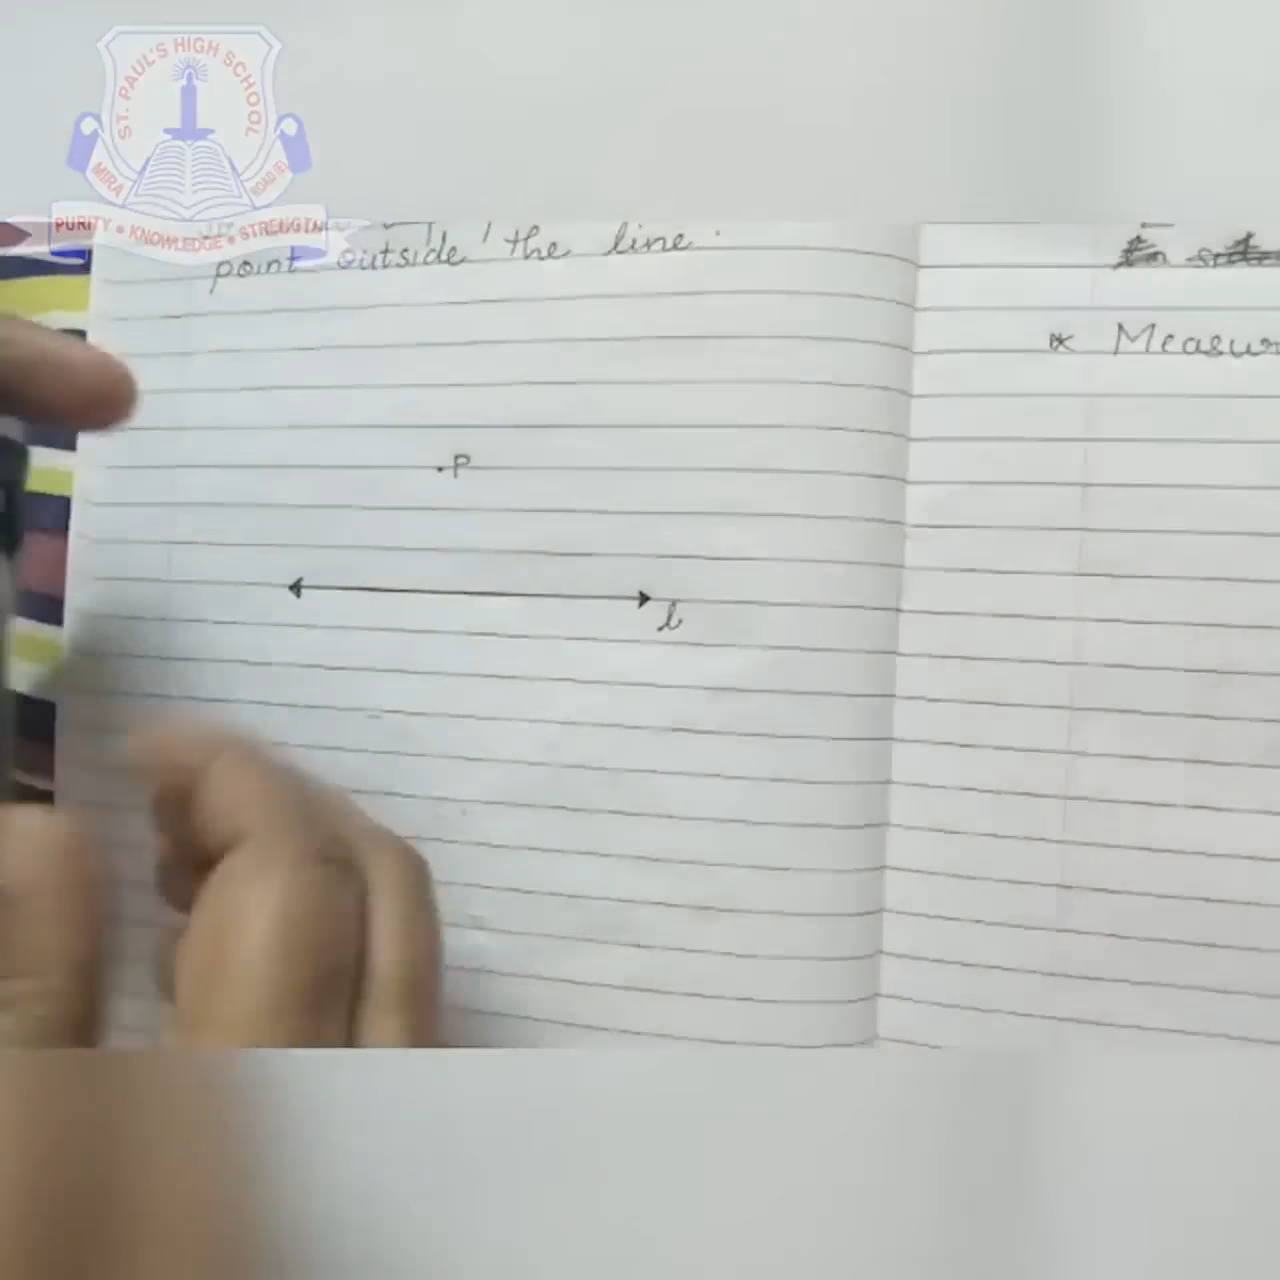 ST. PAUL'S HIGH SCHOOL
MIRA ROAD (E)
PURITY • KNOWLEDGE • STRENGTH
point outside the line.
* Measur
.P
l